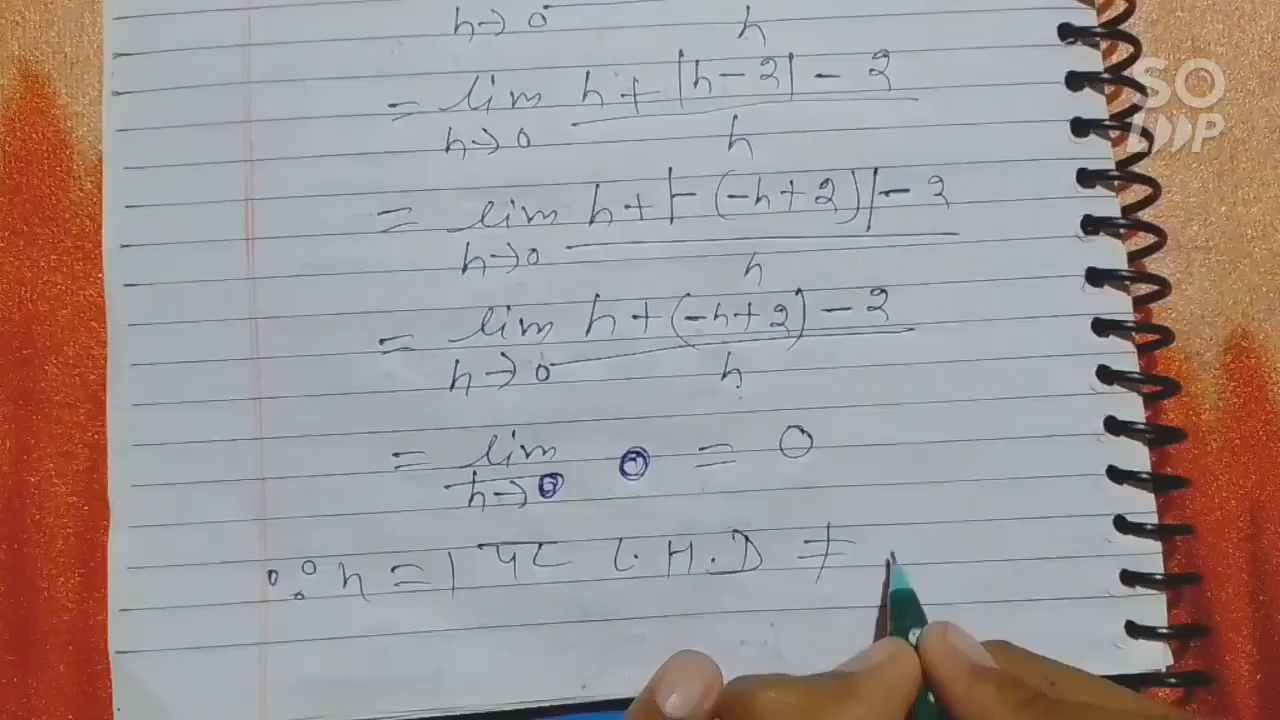 h→0 h
= lim h + |h - 2| - 2
h→0 h
= lim h + |-(-h + 2)| - 2
h→0 h
= lim h + (-h + 2) - 2
h→0 h
= lim 0 = 0
h→0
∵ x = 1 पर L.H.D ≠
SO
LOOP